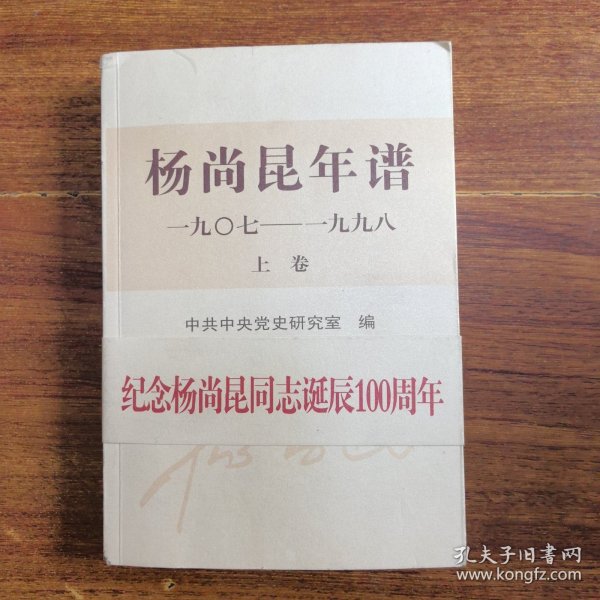 杨尚昆年谱
一九〇七——一九九八
上 卷
中共中央党史研究室 编
纪念杨尚昆同志诞辰100周年
孔夫子旧书网
www.kongfz.com